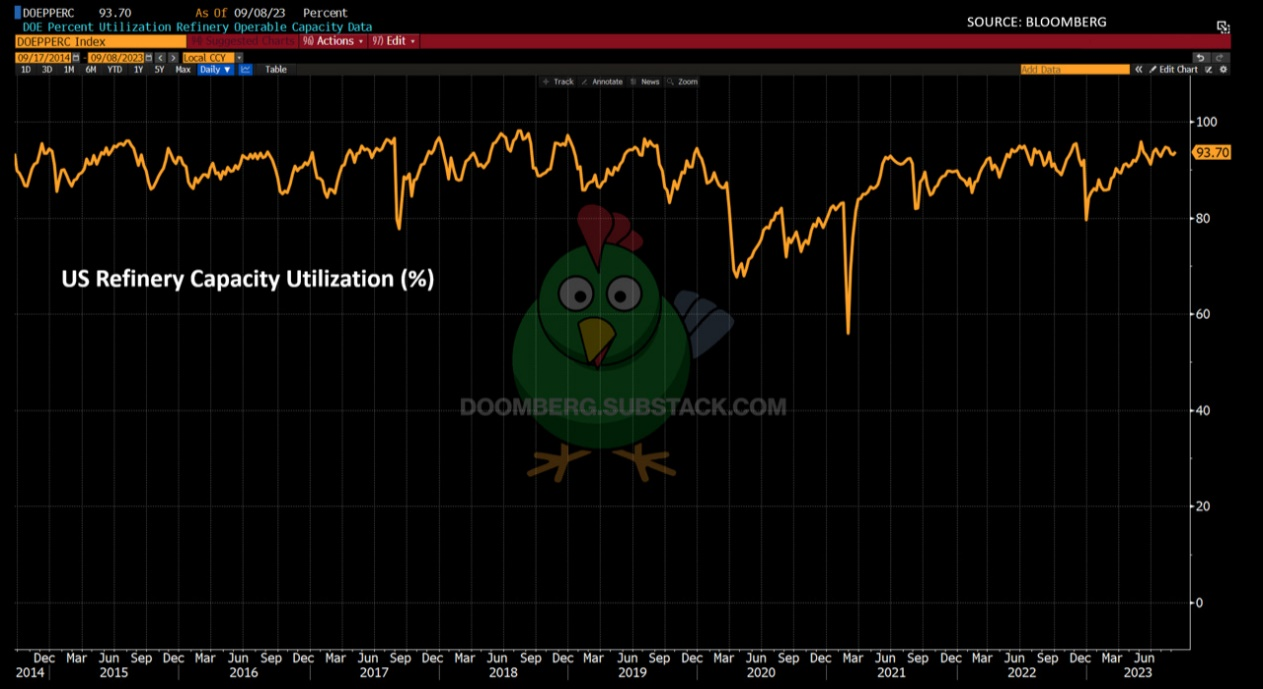 DOEPPERC 93.70 As Of 09/08/23 Percent
SOURCE: BLOOMBERG
DOE Percent Utilization Refinery Operable Capacity Data
DOEPPERC Index 94) Suggested Charts 96) Actions 97) Edit
09/17/2014 - 09/08/2023 Local CCY
1D 3D 1M 6M YTD 1Y 5Y Max Daily ▼ Table Add Data « Edit Chart
Track Annotate News Zoom
100
93.70
80
US Refinery Capacity Utilization (%)
60
DOOMBERG.SUBSTACK.COM
40
20
0
Dec Mar Jun Sep Dec Mar Jun Sep Dec Mar Jun Sep Dec Mar Jun Sep Dec Mar Jun Sep Dec Mar Jun Sep Dec Mar Jun Sep Dec Mar Jun Sep Dec Mar Jun
2014 2015 2016 2017 2018 2019 2020 2021 2022 2023